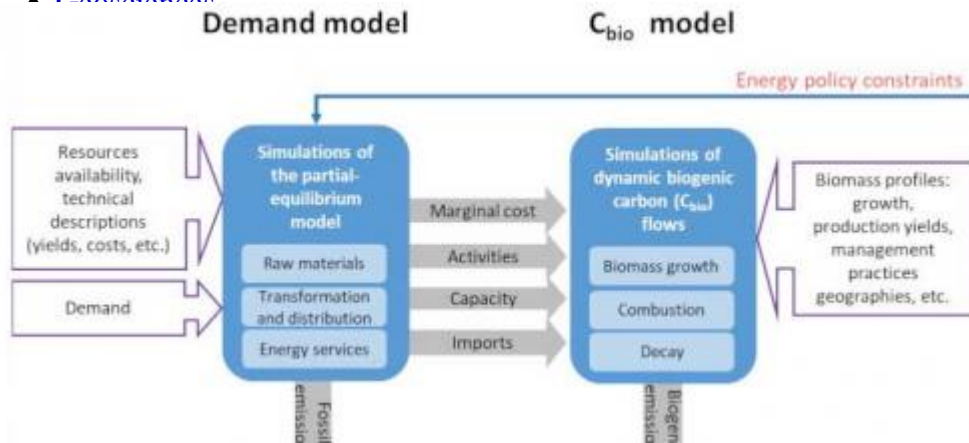 Demand model
Cbio model
Energy policy constraints
Resources
availability,
technical
descriptions
(yields, costs, etc.)
Demand
Simulations of
the partial-
equilibrium
model
Raw materials
Transformation
and distribution
Energy services
Marginal cost
Activities
Capacity
Imports
Simulations of
dynamic biogenic
carbon (Cbio)
flows
Biomass growth
Combustion
Decay
Biomass profiles:
growth,
production yields,
management
practices
geographies, etc.